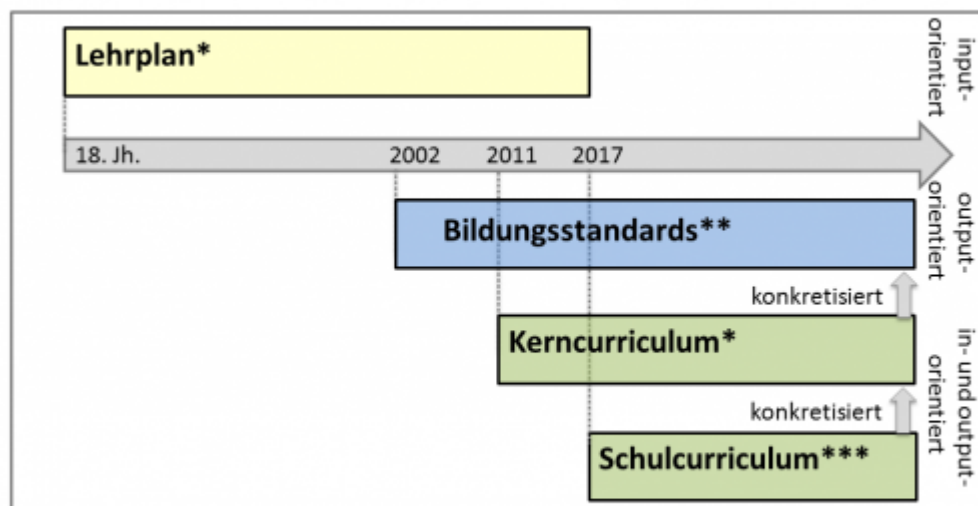 Lehrplan*
input-
orientiert
18. Jh.
2002
2011
2017
Bildungsstandards**
output-
orientiert
konkretisiert
Kerncurriculum*
in- und output-
orientiert
konkretisiert
Schulcurriculum***